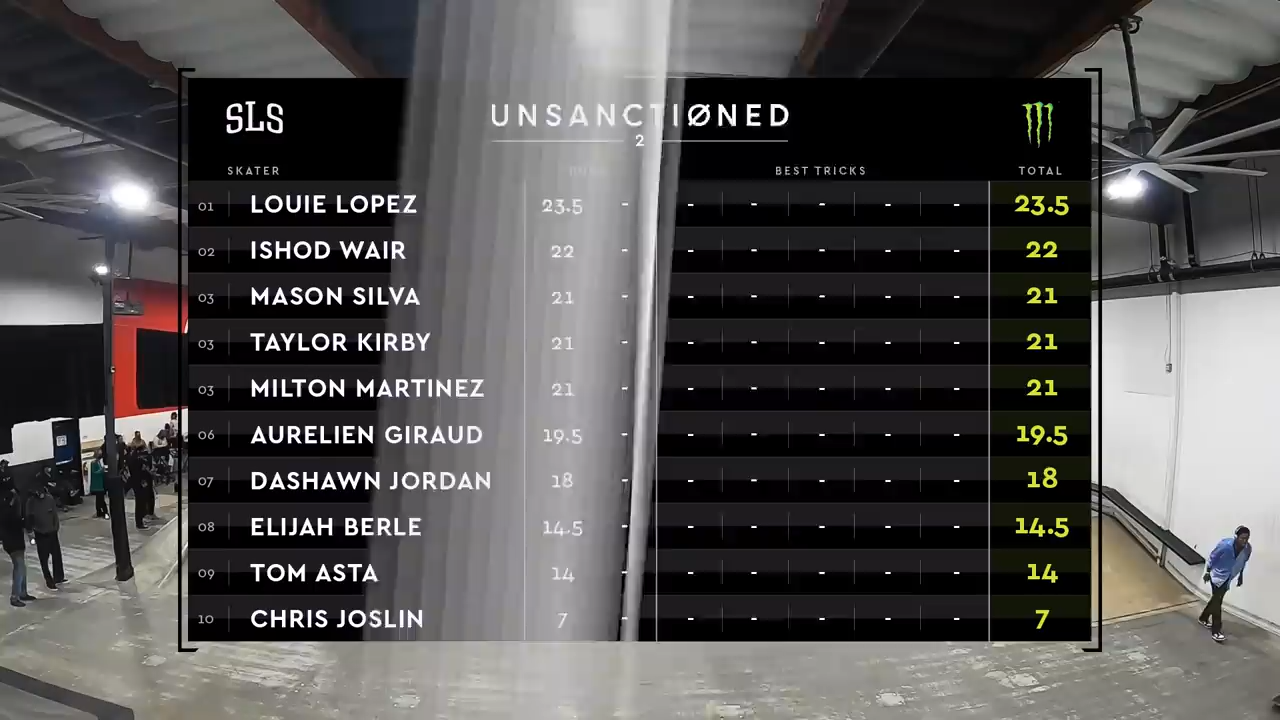 SLS
UNSANCTIØNED
2
SKATER BEST TRICKS TOTAL
01 LOUIE LOPEZ 23.5 - - - - - - 23.5
02 ISHOD WAIR 22 - - - - - - 22
03 MASON SILVA 21 - - - - - - 21
03 TAYLOR KIRBY 21 - - - - - - 21
03 MILTON MARTINEZ 21 - - - - - - 21
06 AURELIEN GIRAUD 19.5 - - - - - - 19.5
07 DASHAWN JORDAN 18 - - - - - - 18
08 ELIJAH BERLE 14.5 - - - - - - 14.5
09 TOM ASTA 14 - - - - - - 14
10 CHRIS JOSLIN 7 - - - - - - 7